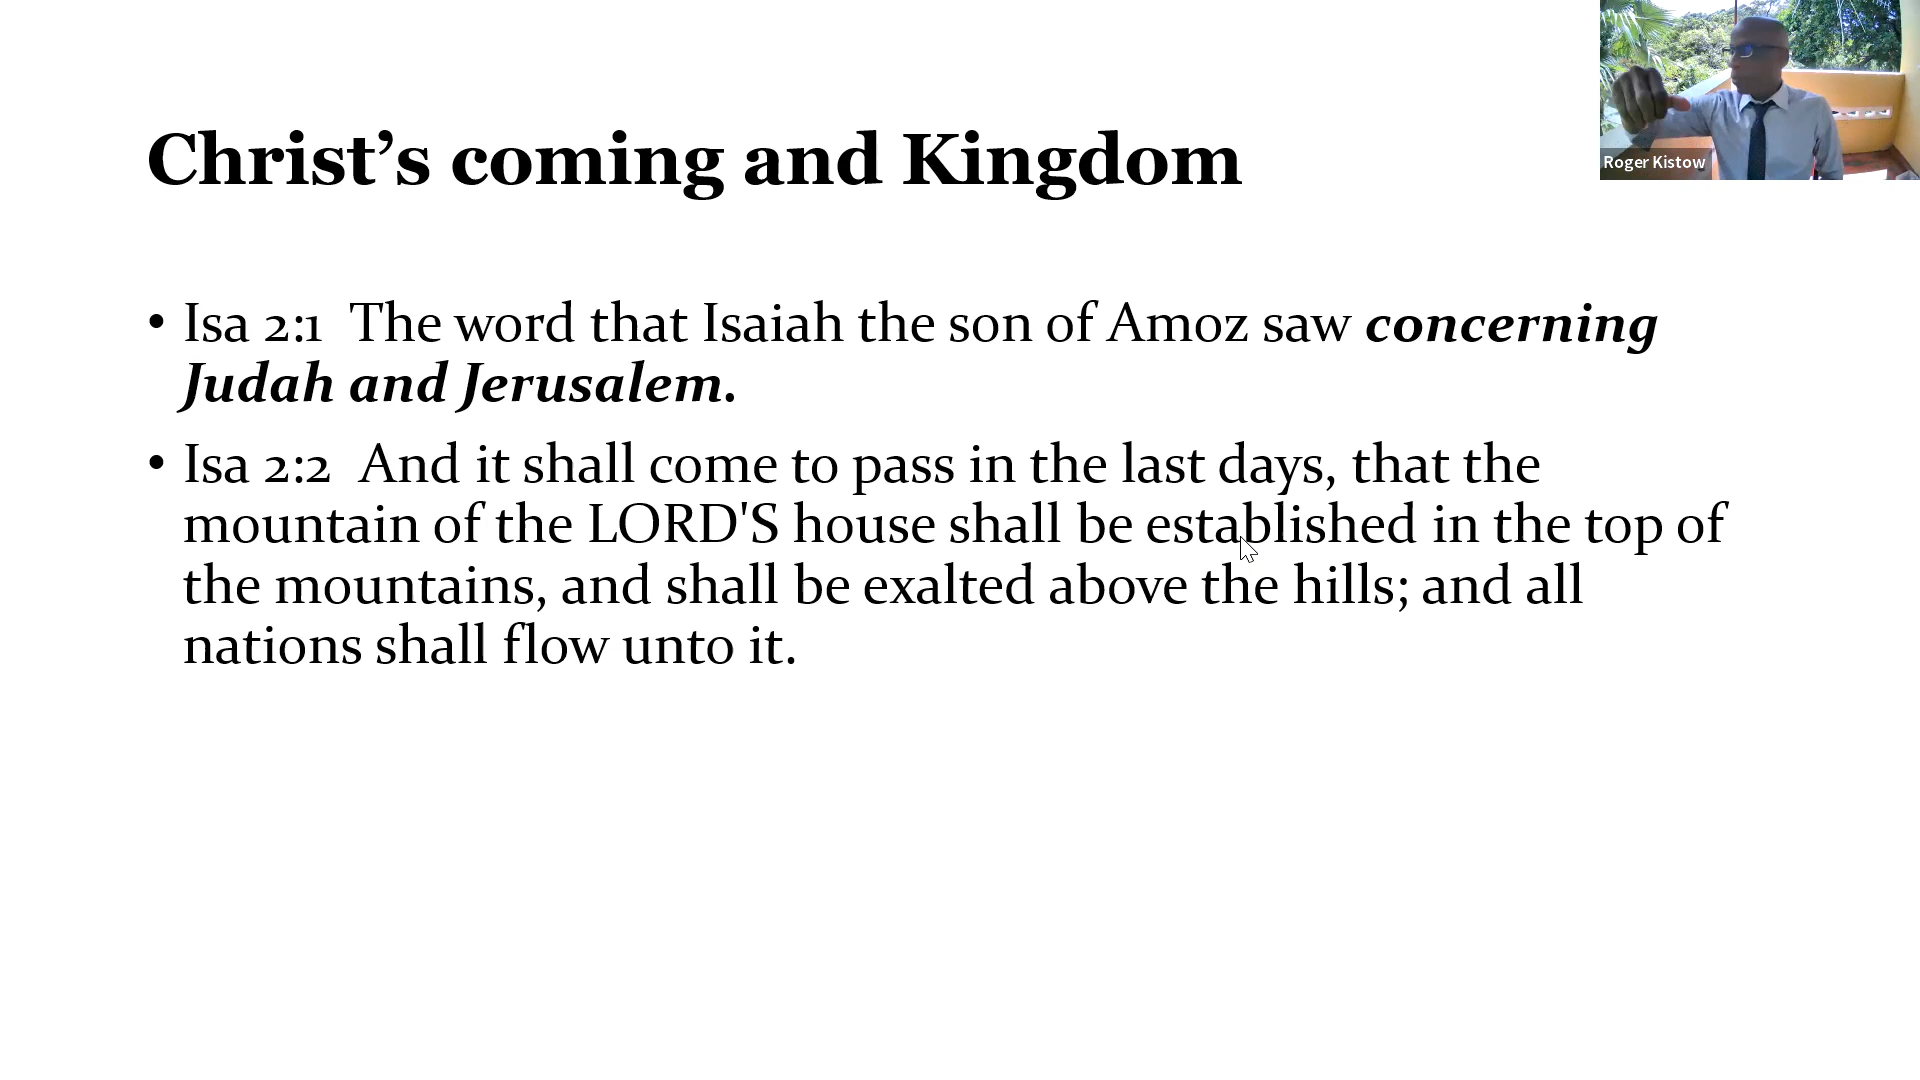 Christ’s coming and Kingdom
Roger Kistow
• Isa 2:1 The word that Isaiah the son of Amoz saw concerning
Judah and Jerusalem.
• Isa 2:2 And it shall come to pass in the last days, that the
mountain of the LORD'S house shall be established in the top of
the mountains, and shall be exalted above the hills; and all
nations shall flow unto it.